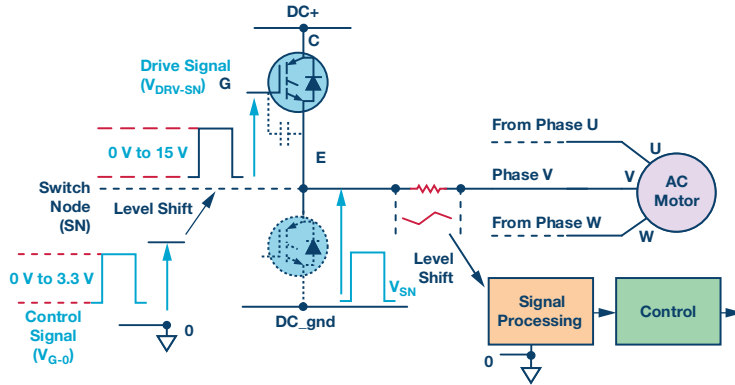 DC+
C
Drive Signal
(VDRV-SN)
G
From Phase U
U
0 V to 15 V
E
Phase V
V
AC
Motor
Switch
Node
(SN)
Level Shift
From Phase W
W
Level
Shift
0 V to 3.3 V
VSN
Signal
Processing
Control
Control
Signal
(VG-0)
0
DC_gnd
0